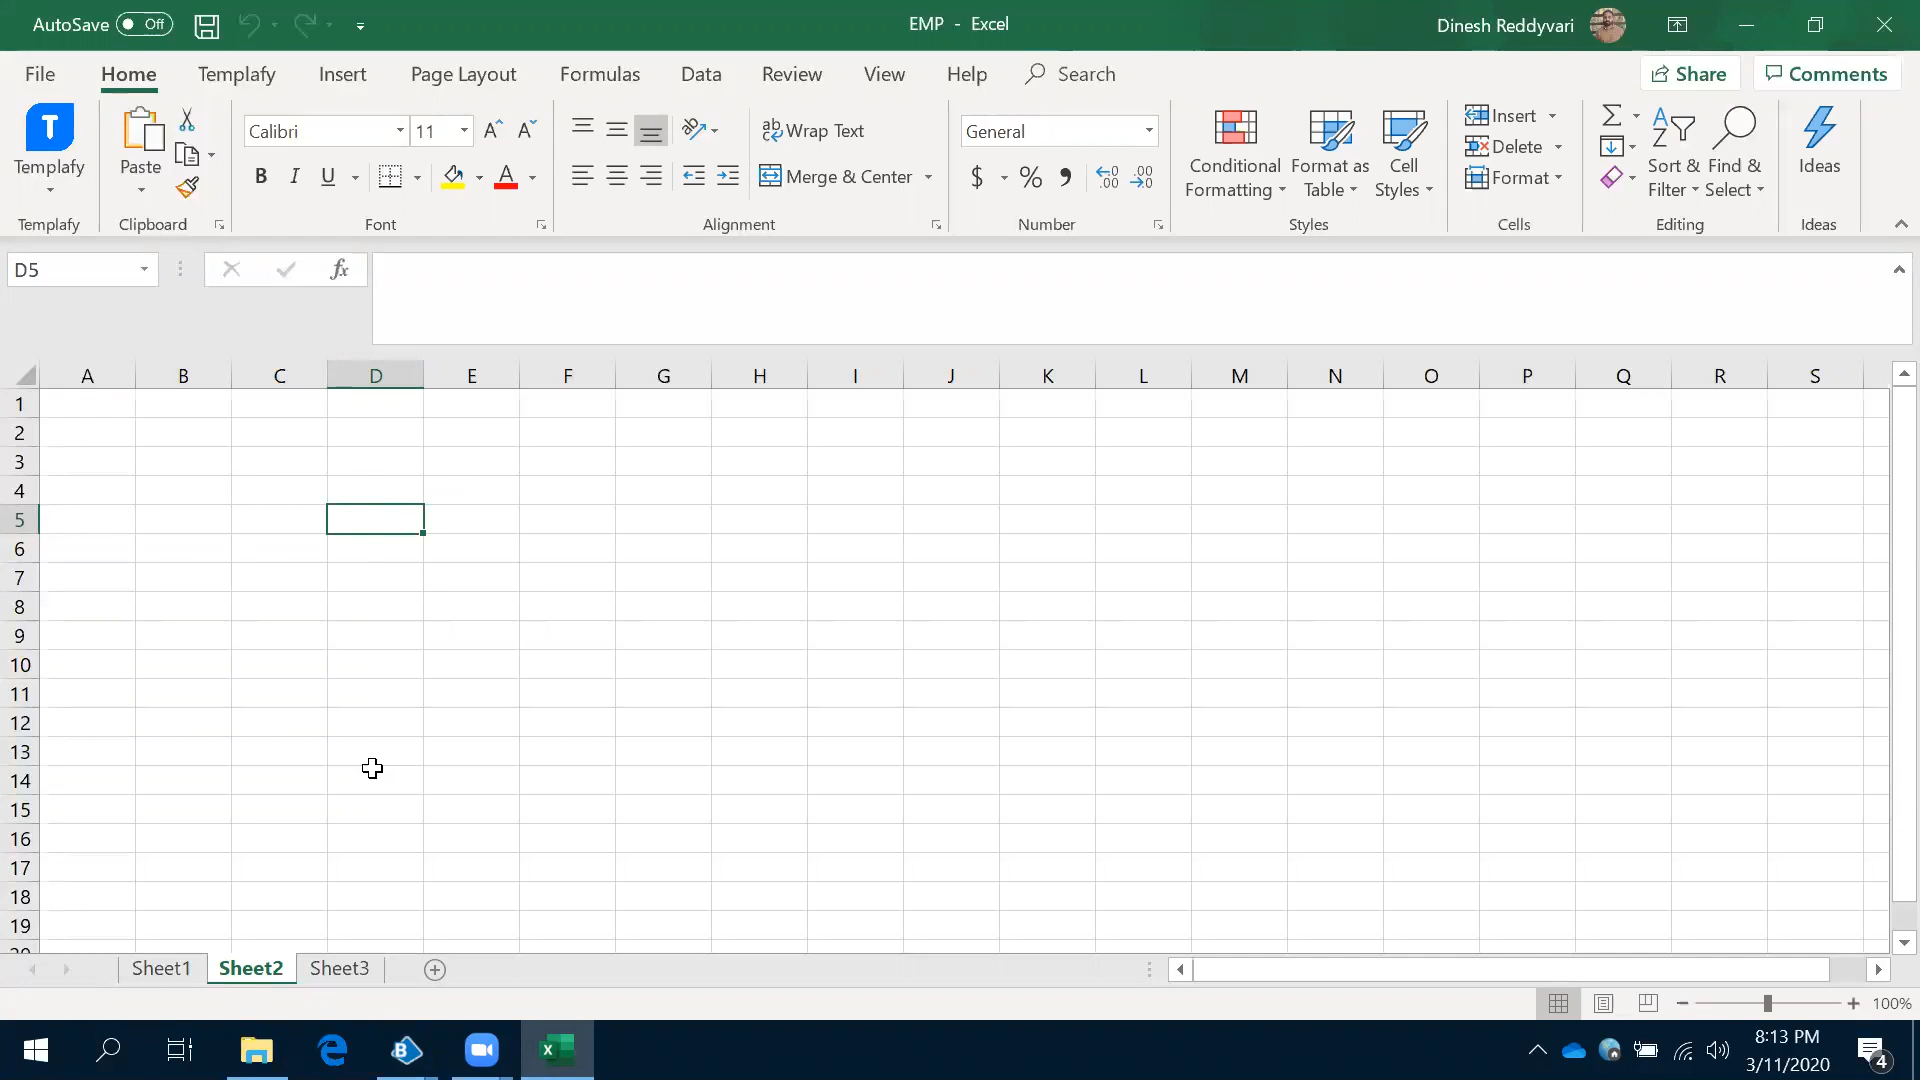 AutoSave Off EMP - Excel Dinesh Reddyvari
File Home Templafy Insert Page Layout Formulas Data Review View Help Search Share Comments
T Templafy Paste Calibri 11 A A ab Wrap Text General Conditional Formatting Format as Table Cell Styles Insert Delete Format Sort & Filter Find & Select Ideas
B I U A Merge & Center $ % , .00
Templafy Clipboard Font Alignment Number Styles Cells Editing Ideas
D5 fx
A B C D E F G H I J K L M N O P Q R S
1
2
3
4
5
6
7
8
9
10
11
12
13
14
15
16
17
18
19
Sheet1 Sheet2 Sheet3
100%
8:13 PM
3/11/2020
4